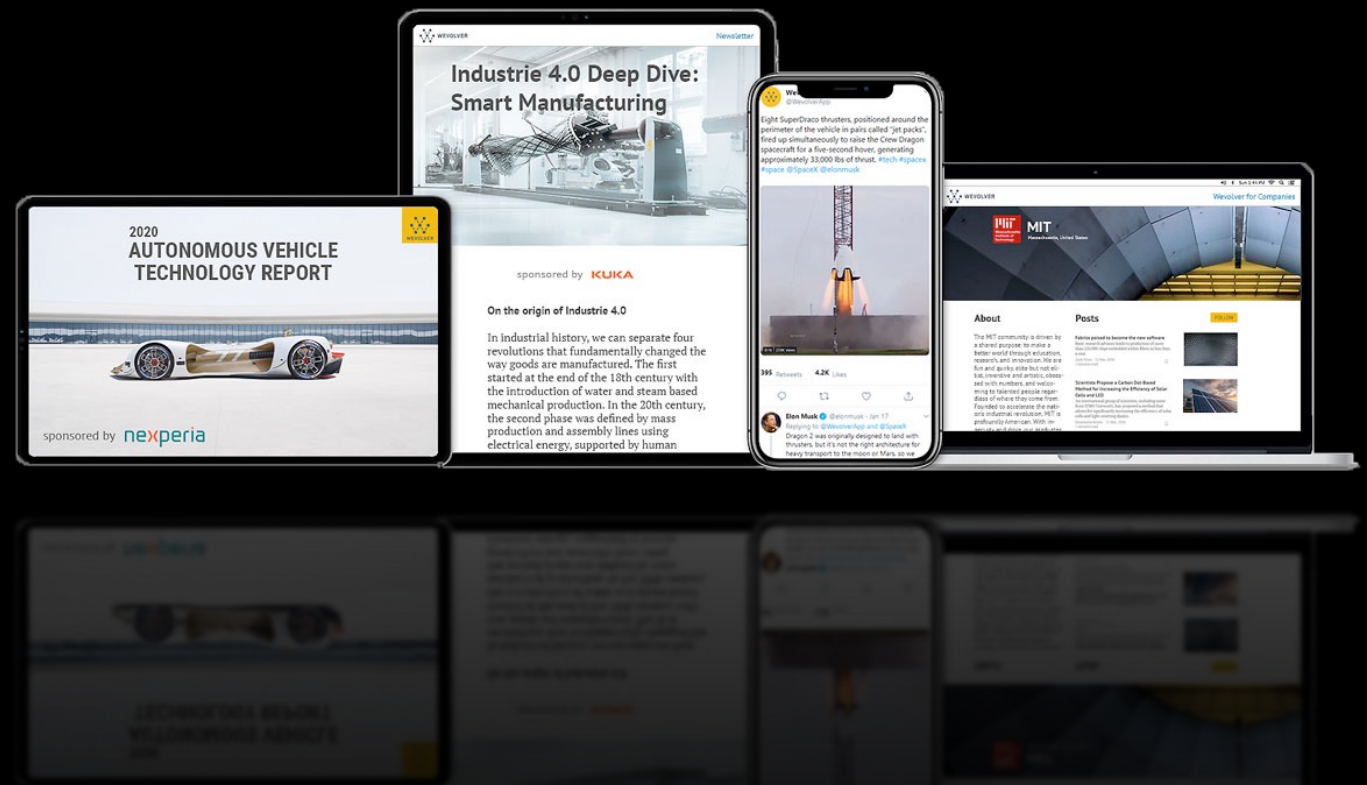 2020
AUTONOMOUS VEHICLE
TECHNOLOGY REPORT
WEVOLVER
sponsored by nexperia
WEVOLVER
Newsletter
Industrie 4.0 Deep Dive:
Smart Manufacturing
sponsored by KUKA
On the origin of Industrie 4.0
In industrial history, we can separate four
revolutions that fundamentally changed the
way goods are manufactured. The first
started at the end of the 18th century with
the introduction of water and steam based
mechanical production. In the 20th century,
the second phase was defined by mass
production and assembly lines using
electrical energy, supported by human
@WevolverApp
Eight SuperDraco thrusters, positioned around the
perimeter of the vehicle in pairs called "jet packs",
fired up simultaneously to raise the Crew Dragon
spacecraft for a five-second hover, generating
approximately 33,000 lbs of thrust. #tech #spacex
#space @SpaceX @elonmusk
395 Retweets 4.2K Likes
Elon Musk @elonmusk · Jan 17
Replying to @WevolverApp and @SpaceX
Dragon 2 was originally designed to land with
thrusters, but it's not the right architecture for
heavy transport to the moon or Mars, so we
WEVOLVER
Wevolver for Companies
MIT
Massachusetts, United States
About
The MIT community is driven by
a shared purpose: to make a
better world through education,
research, and innovation. We are
fun and quirky, elite but not eli-
tist, inventive and artistic, obses-
sed with numbers, and welco-
ming to talented people regar-
dless of where they come from.
Founded to accelerate the nati-
on's industrial revolution, MIT is
profoundly American. With in-
Posts
FOLLOW
Fabrics poised to become the new software
Scientists Propose a Carbon Dot-Based
Method for Increasing the Efficiency of Solar
Cells and LED